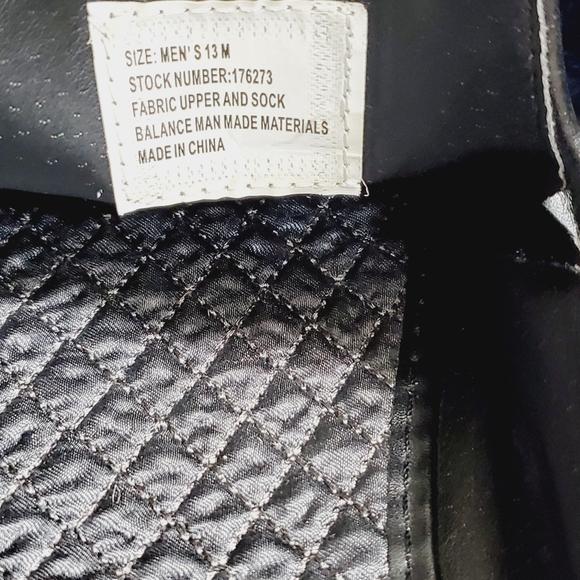 SIZE: MEN'S 13 M
STOCK NUMBER:176273
FABRIC UPPER AND SOCK
BALANCE MAN MADE MATERIALS
MADE IN CHINA